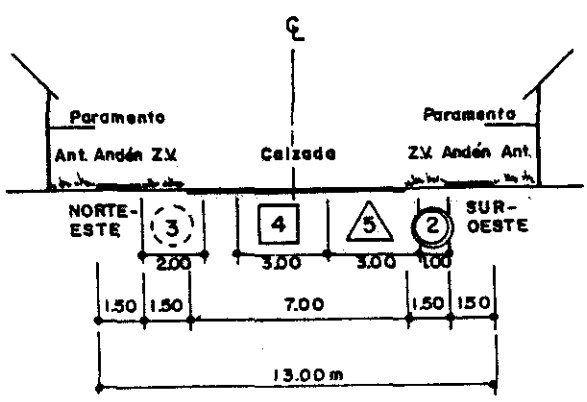 ℄
Paramento Paramento
Ant. Andén Z.V. Calzada Z.V. Andén Ant.
NORTE- 3 4 5 2 SUR-
ESTE OESTE
2.00 3.00 3.00 1.00
1.50 1.50 7.00 1.50 1.50
13.00 m